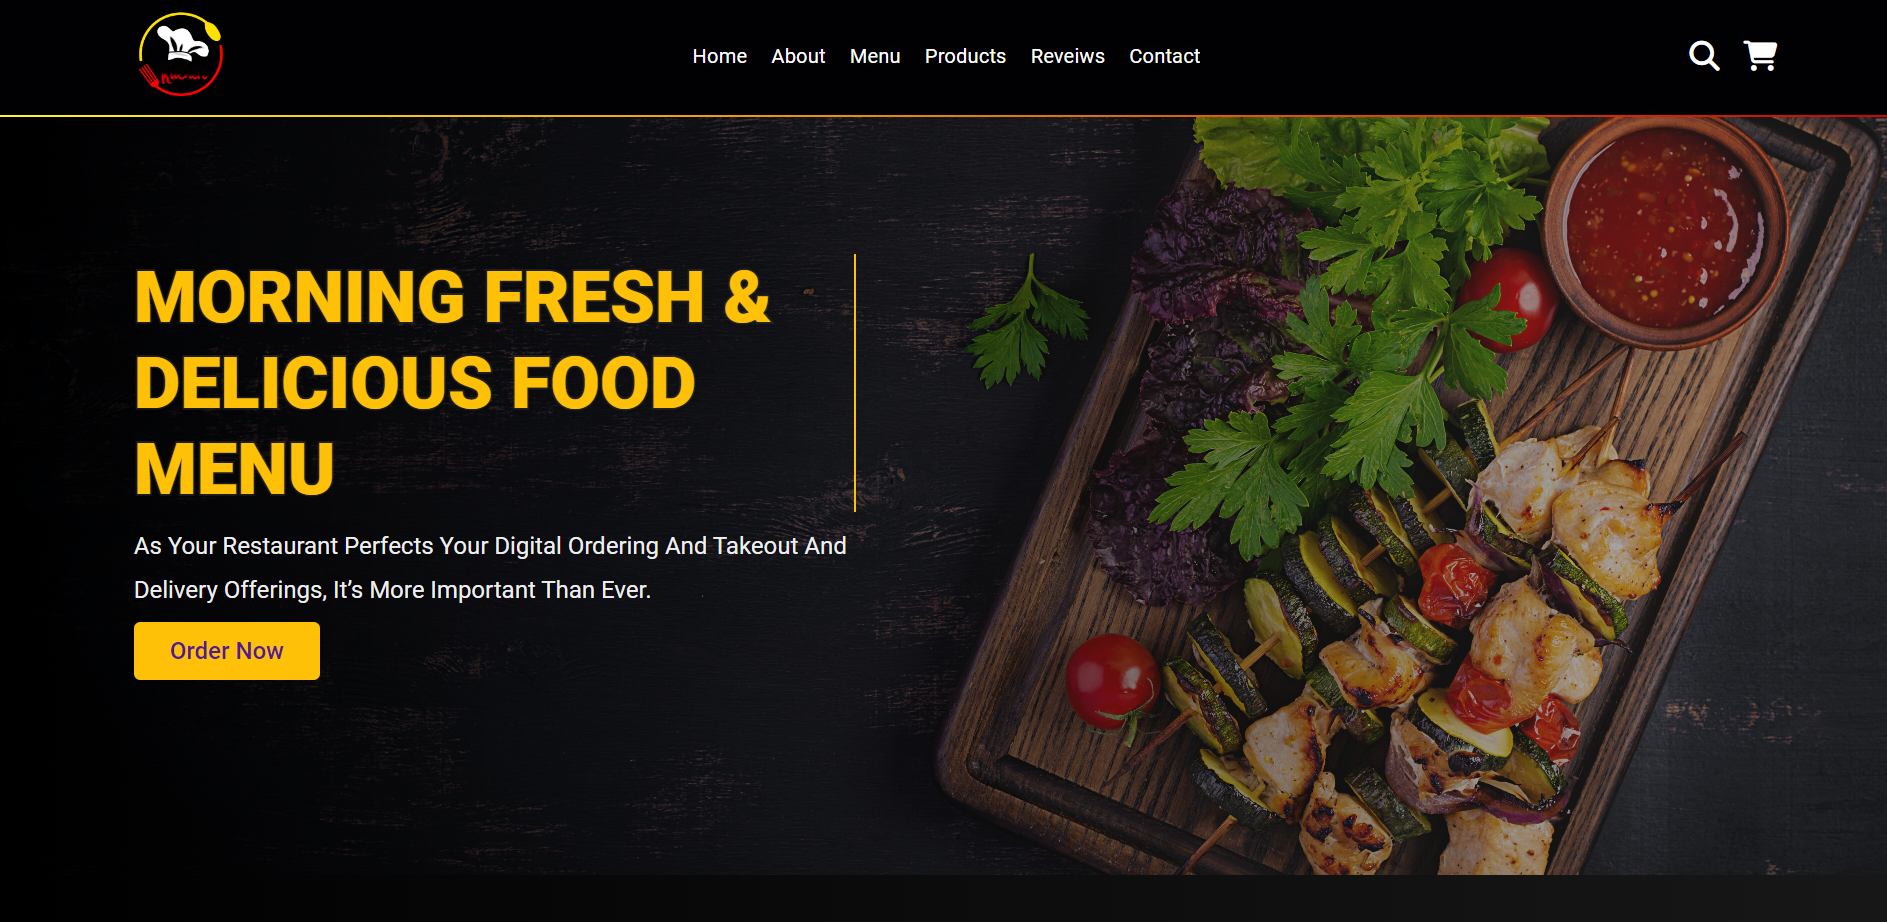 Home About Menu Products Reveiws Contact
MORNING FRESH &
DELICIOUS FOOD
MENU
As Your Restaurant Perfects Your Digital Ordering And Takeout And
Delivery Offerings, It’s More Important Than Ever.
Order Now